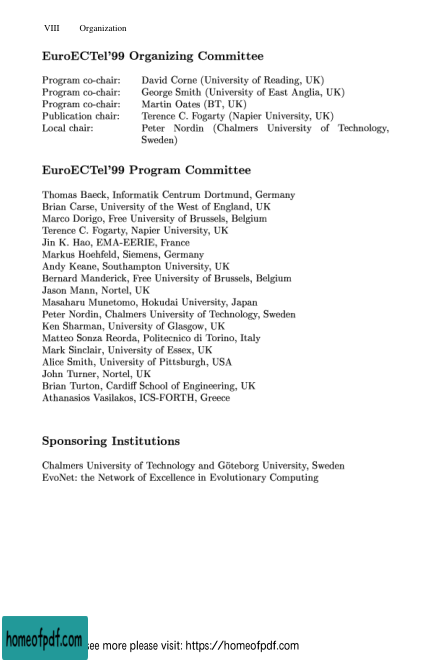 VIII Organization
EuroECTel'99 Organizing Committee
Program co-chair: David Corne (University of Reading, UK)
Program co-chair: George Smith (University of East Anglia, UK)
Program co-chair: Martin Oates (BT, UK)
Publication chair: Terence C. Fogarty (Napier University, UK)
Local chair: Peter Nordin (Chalmers University of Technology,
Sweden)
EuroECTel'99 Program Committee
Thomas Baeck, Informatik Centrum Dortmund, Germany
Brian Carse, University of the West of England, UK
Marco Dorigo, Free University of Brussels, Belgium
Terence C. Fogarty, Napier University, UK
Jin K. Hao, EMA-EERIE, France
Markus Hoehfeld, Siemens, Germany
Andy Keane, Southampton University, UK
Bernard Manderick, Free University of Brussels, Belgium
Jason Mann, Nortel, UK
Masaharu Munetomo, Hokudai University, Japan
Peter Nordin, Chalmers University of Technology, Sweden
Ken Sharman, University of Glasgow, UK
Matteo Sonza Reorda, Politecnico di Torino, Italy
Mark Sinclair, University of Essex, UK
Alice Smith, University of Pittsburgh, USA
John Turner, Nortel, UK
Brian Turton, Cardiff School of Engineering, UK
Athanasios Vasilakos, ICS-FORTH, Greece
Sponsoring Institutions
Chalmers University of Technology and Göteborg University, Sweden
EvoNet: the Network of Excellence in Evolutionary Computing
homeofpdf.com see more please visit: https://homeofpdf.com